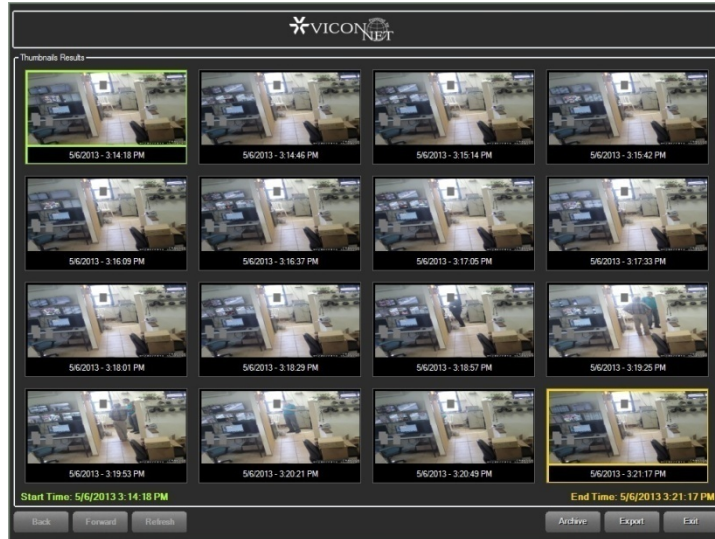 VICON NET
Thumbnails Results
5/6/2013 - 3:14:18 PM
5/6/2013 - 3:14:46 PM
5/6/2013 - 3:15:14 PM
5/6/2013 - 3:15:42 PM
5/6/2013 - 3:16:09 PM
5/6/2013 - 3:16:37 PM
5/6/2013 - 3:17:05 PM
5/6/2013 - 3:17:33 PM
5/6/2013 - 3:18:01 PM
5/6/2013 - 3:18:29 PM
5/6/2013 - 3:18:57 PM
5/6/2013 - 3:19:25 PM
5/6/2013 - 3:19:53 PM
5/6/2013 - 3:20:21 PM
5/6/2013 - 3:20:49 PM
5/6/2013 - 3:21:17 PM
Start Time: 5/6/2013 3:14:18 PM
End Time: 5/6/2013 3:21:17 PM
Back
Forward
Refresh
Archive
Export
Exit